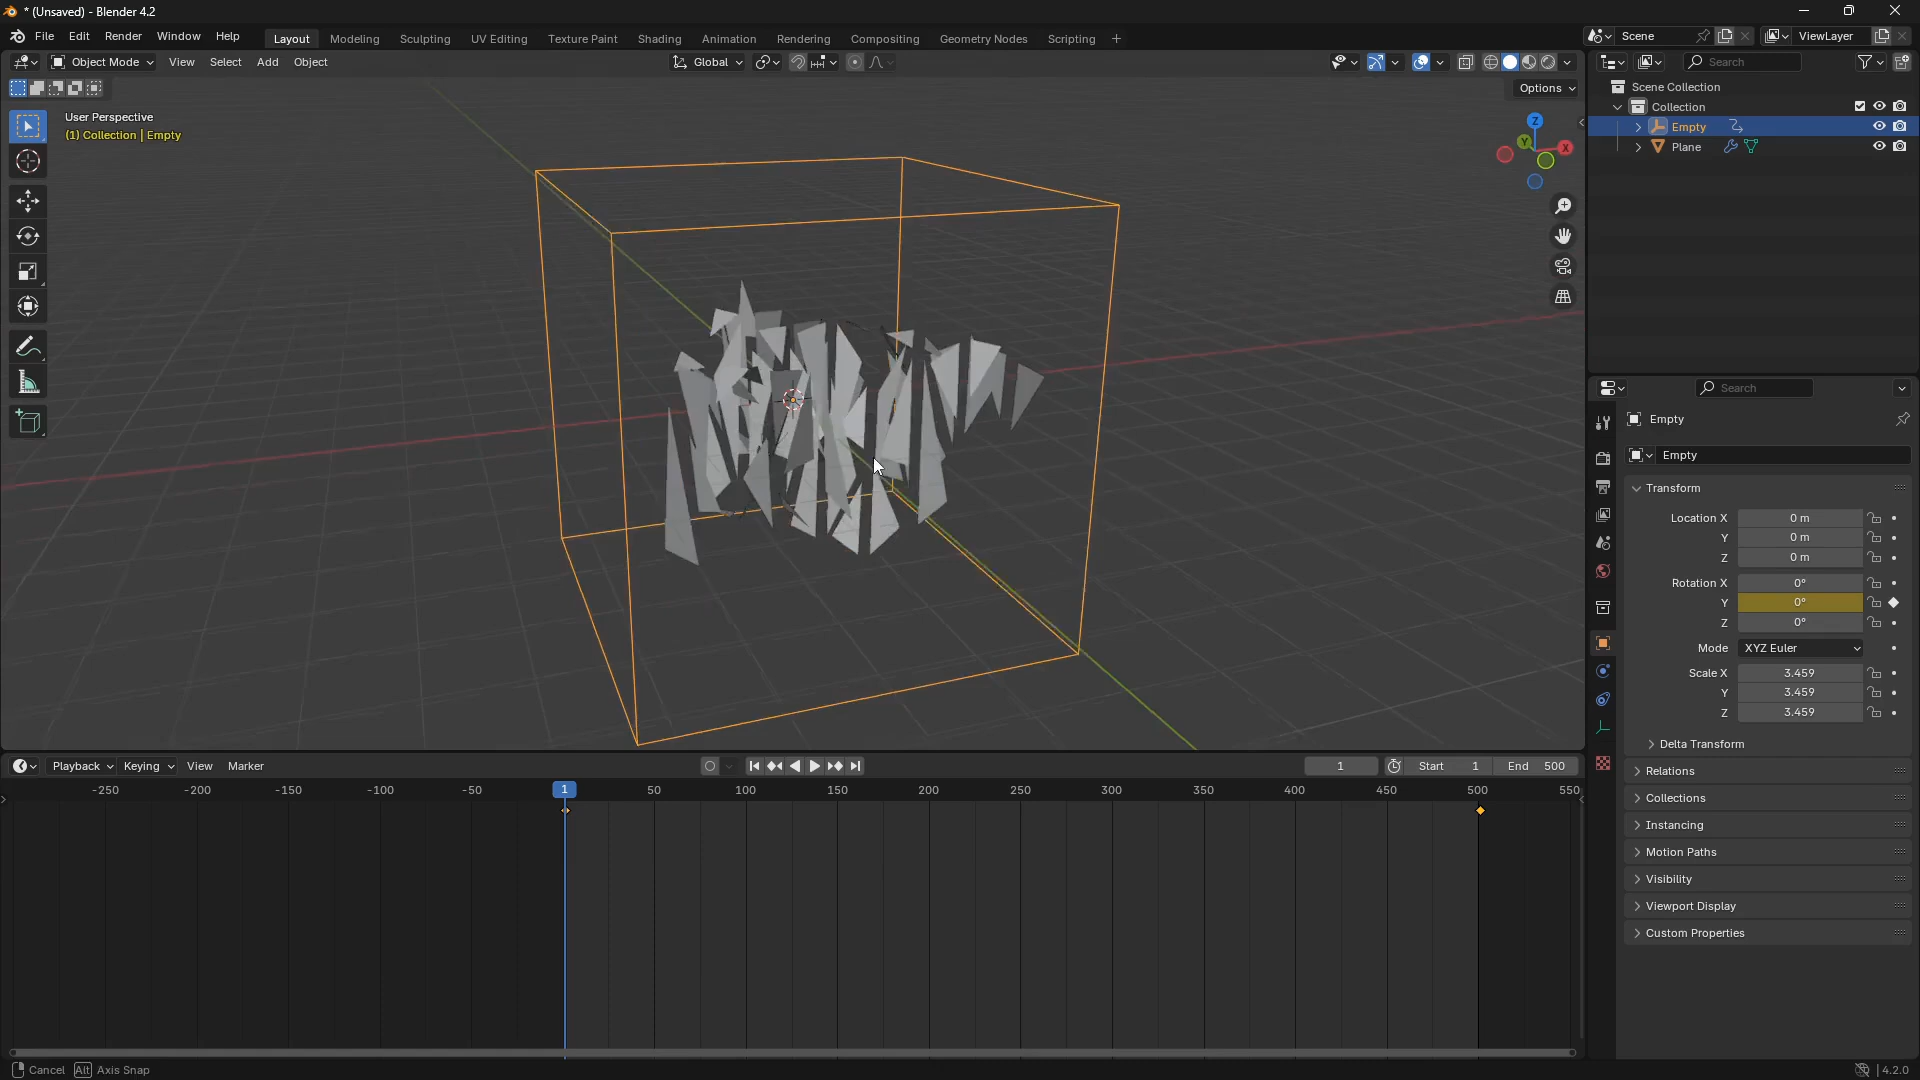 * (Unsaved) - Blender 4.2
File Edit Render Window Help Layout Modeling Sculpting UV Editing Texture Paint Shading Animation Rendering Compositing Geometry Nodes Scripting + Scene ViewLayer
Object Mode View Select Add Object Global Search
Options
User Perspective
(1) Collection | Empty
Z
Y
X
Scene Collection
Collection
Empty
Plane
Search
Empty
Empty
Transform
Location X 0 m
Y 0 m
Z 0 m
Rotation X 0°
Y 0°
Z 0°
Mode XYZ Euler
Scale X 3.459
Y 3.459
Z 3.459
Delta Transform
Relations
Collections
Instancing
Motion Paths
Visibility
Viewport Display
Custom Properties
Playback Keying View Marker 1 Start 1 End 500
-250 -200 -150 -100 -50 1 50 100 150 200 250 300 350 400 450 500 550
Cancel Alt Axis Snap 4.2.0